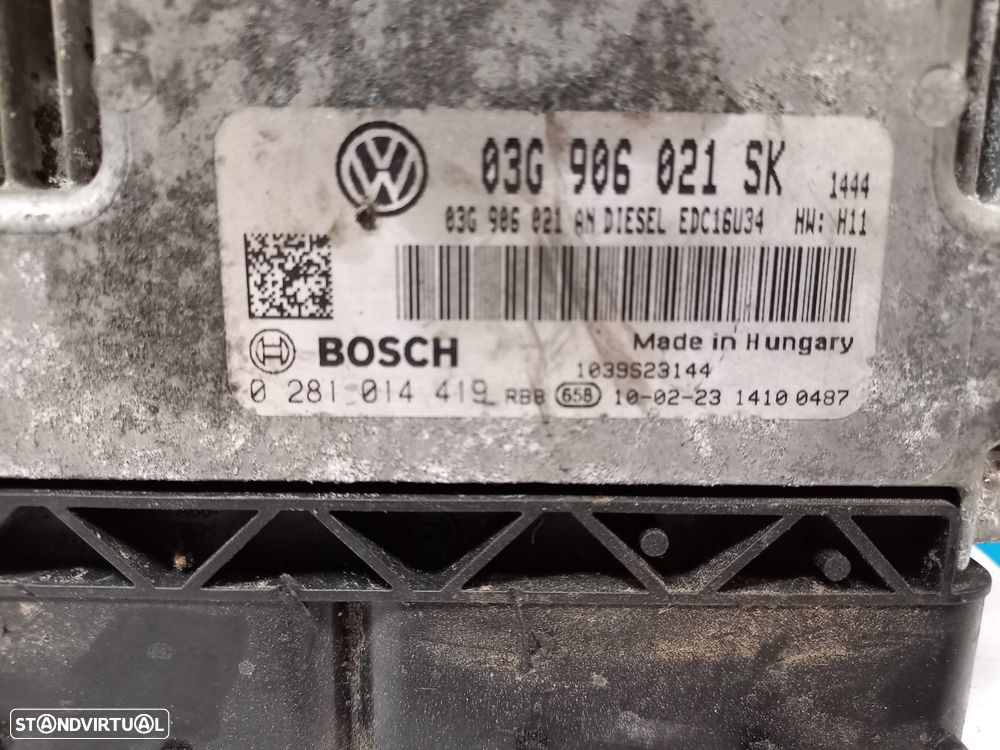 03G 906 021 SK 1444
03G 906 021 AN DIESEL EDC16U34 HW: H11
BOSCH
Made in Hungary
1039S23144
0 281 014 419 RBB 658 10-02-23 1410 0487
STANDVIRTUAL